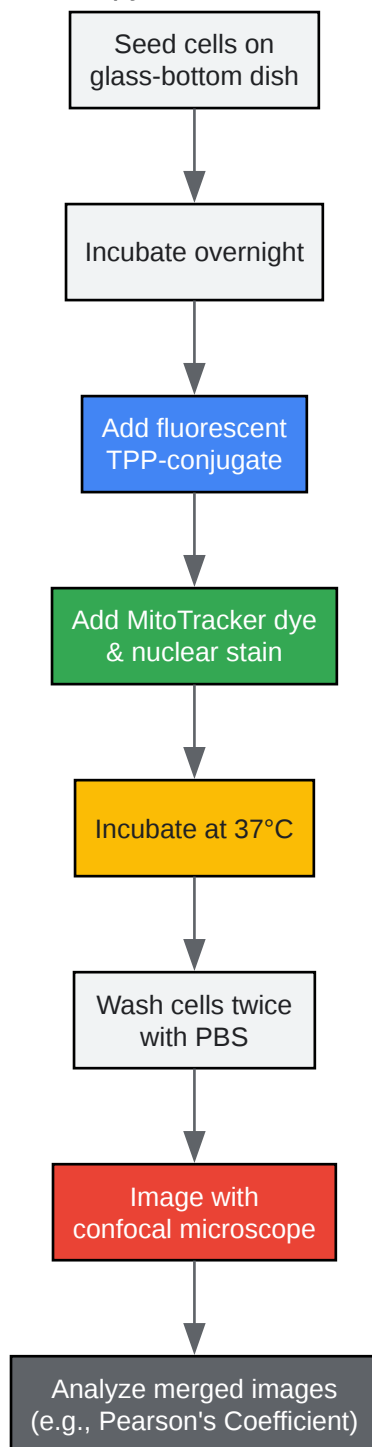 Seed cells on
glass-bottom dish
Incubate overnight
Add fluorescent
TPP-conjugate
Add MitoTracker dye
& nuclear stain
Incubate at 37°C
Wash cells twice
with PBS
Image with
confocal microscope
Analyze merged images
(e.g., Pearson's Coefficient)